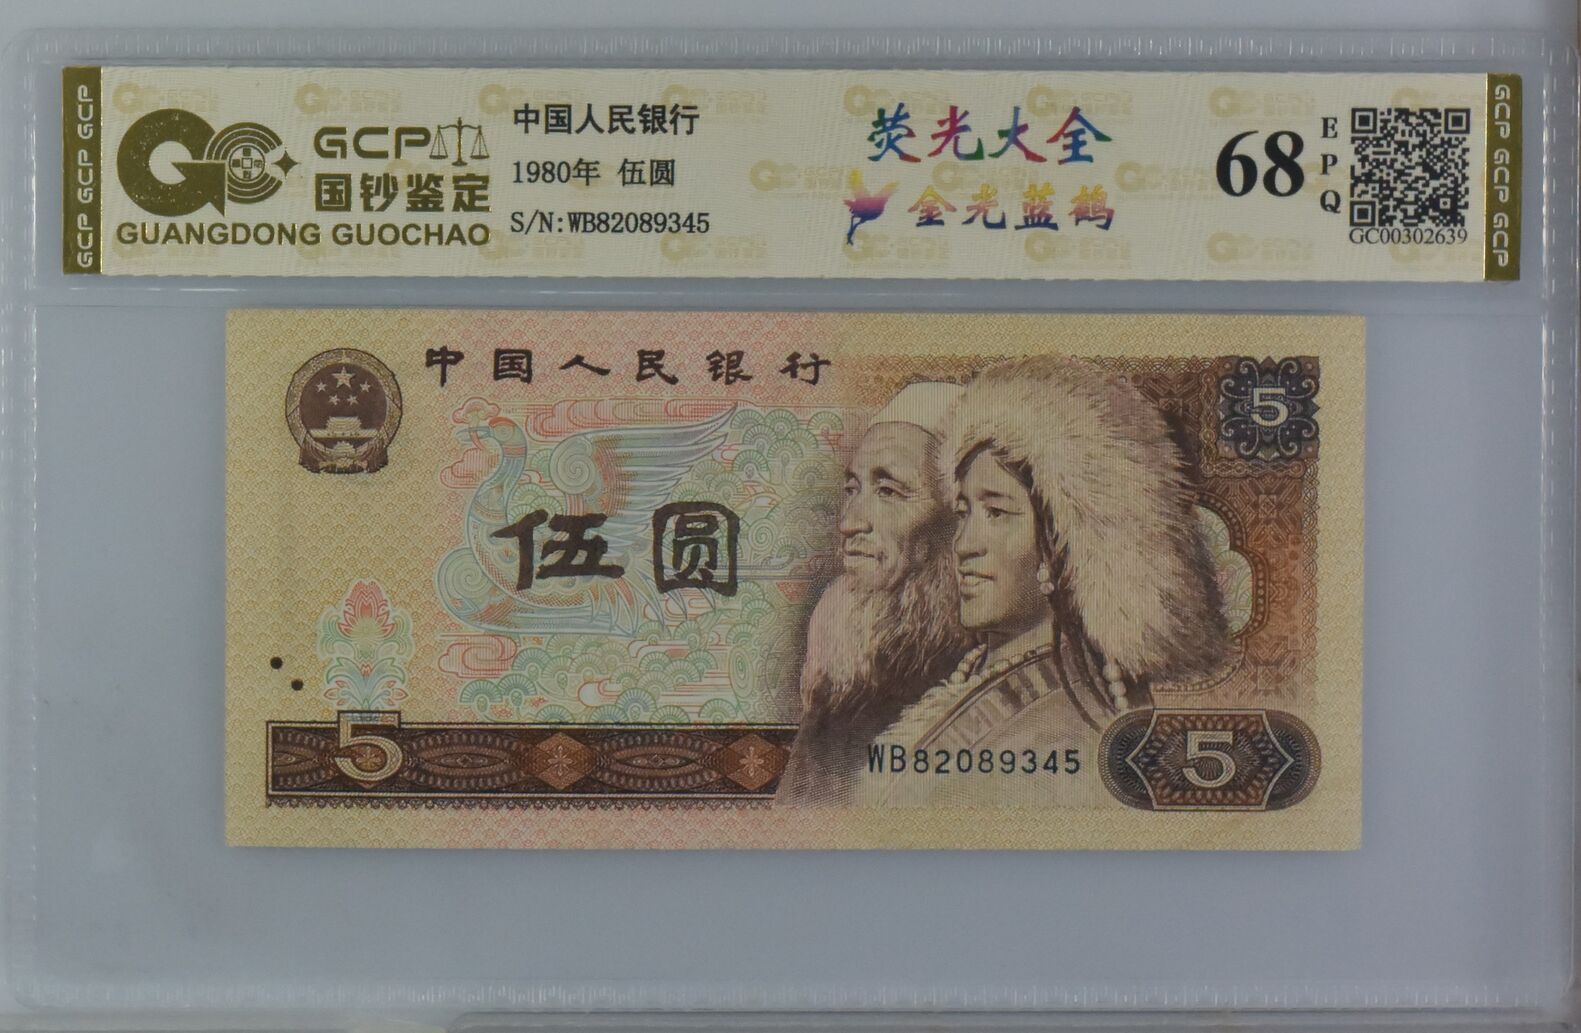 GCP GCP GCP
GCP
国钞鉴定
GUANGDONG GUOCHAO
中国人民银行
1980年 伍圆
S/N:WB82089345
荧光大全
金光蓝鹤
68
EPQ
GC00302639
GCP GCP GCP
中国人民银行
5
伍圆
5
WB82089345
5